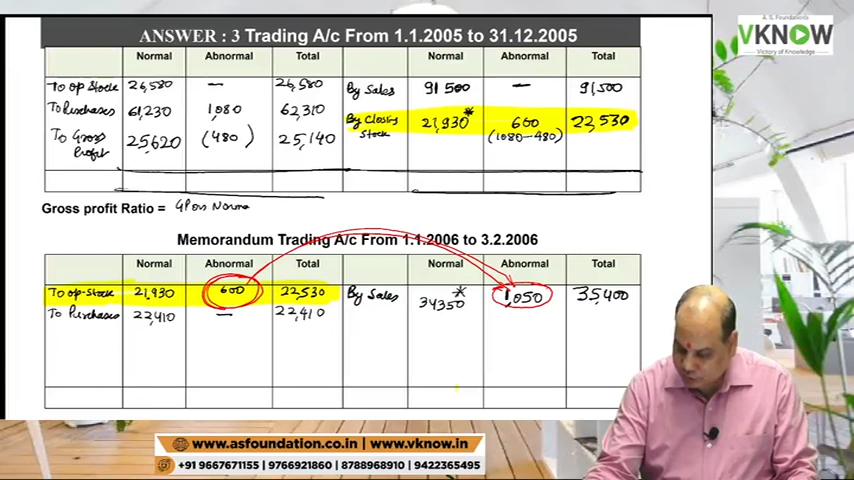 ANSWER : 3 Trading A/c From 1.1.2005 to 31.12.2005
A. S. Foundation's
VKNOW
Victory of Knowledge
Normal Abnormal Total Normal Abnormal Total
To op Stock 26,580 — 26,580 By Sales 91500 — 91,500
To Purchases 61,230 1,080 62,310 By Closing Stock 21,930* 600 (1080-480) 22,530
To Gross Profit 25,620 (480) 25,140
Gross profit Ratio = GP on Normal
Memorandum Trading A/c From 1.1.2006 to 3.2.2006
Normal Abnormal Total Normal Abnormal Total
To op-Stock 21,930 600 22,530 By Sales 34350* 1,050 35,400
To Purchases 22,410 — 22,410
www.asfoundation.co.in | www.vknow.in
+91 9667671155 | 9766921860 | 8788968910 | 9422365495